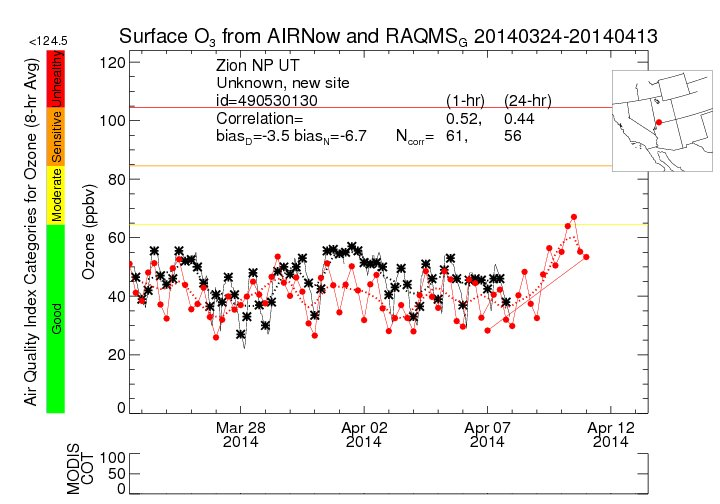 Surface O3 from AIRNow and RAQMSG 20140324-20140413
<124.5
Air Quality Index Categories for Ozone (8-hr Avg)
Good
Moderate
Sensitive
Unhealthy
Ozone (ppbv)
120
100
80
60
40
20
0
Zion NP UT
Unknown, new site
id=490530130 (1-hr) (24-hr)
Correlation= 0.52, 0.44
biasD=-3.5 biasN=-6.7 Ncorr= 61, 56
Mar 28 Apr 02 Apr 07 Apr 12
2014 2014 2014 2014
MODIS
COT
100
50
0